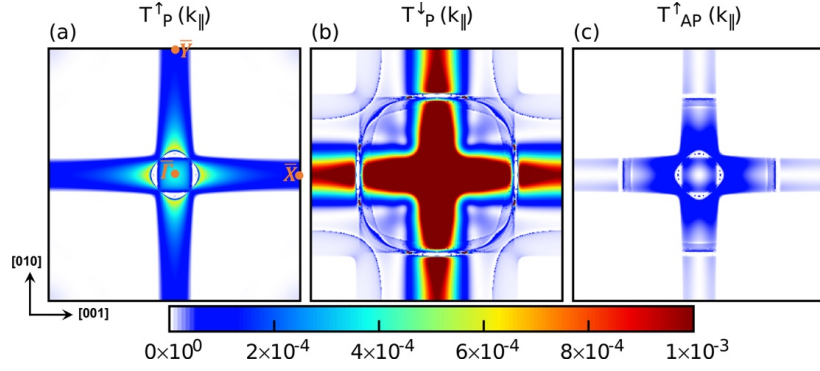 T↑P (k∥) T↓P (k∥) T↑AP (k∥)
(a) (b) (c)
Y̅
Γ̅ X̅
[010]
[001]
0×10⁰ 2×10⁻⁴ 4×10⁻⁴ 6×10⁻⁴ 8×10⁻⁴ 1×10⁻³